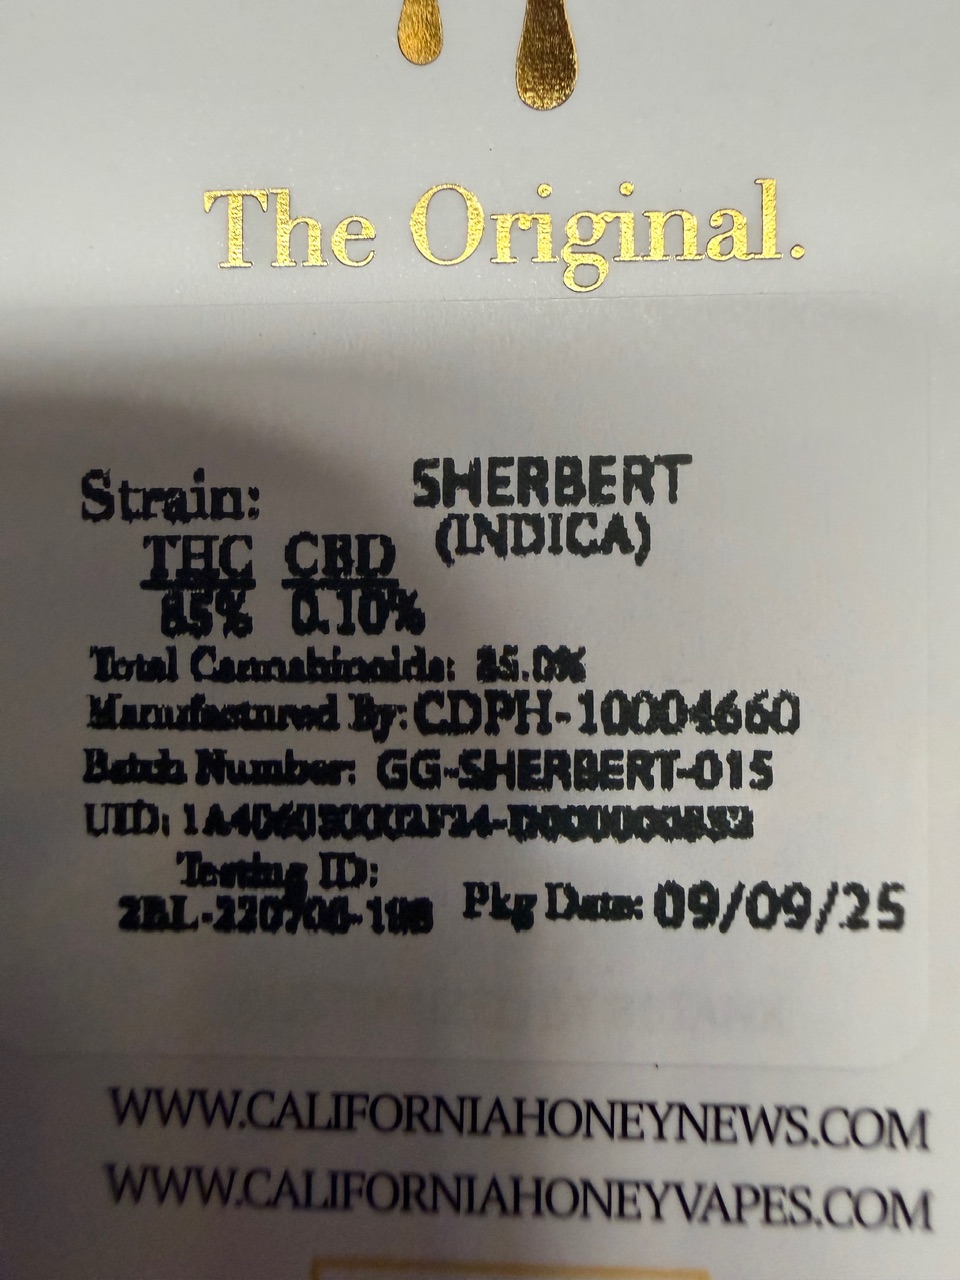 The Original.
Strain: SHERBERT
(INDICA)
THC CBD
85% 0.10%
Total Cannabinoids: 85.0%
Manufactured By: CDPH-10004660
Batch Number: GG-SHERBERT-015
UID:
Testing ID:
Pkg Date: 09/09/25
WWW.CALIFORNIAHONEYNEWS.COM
WWW.CALIFORNIAHONEYVAPES.COM